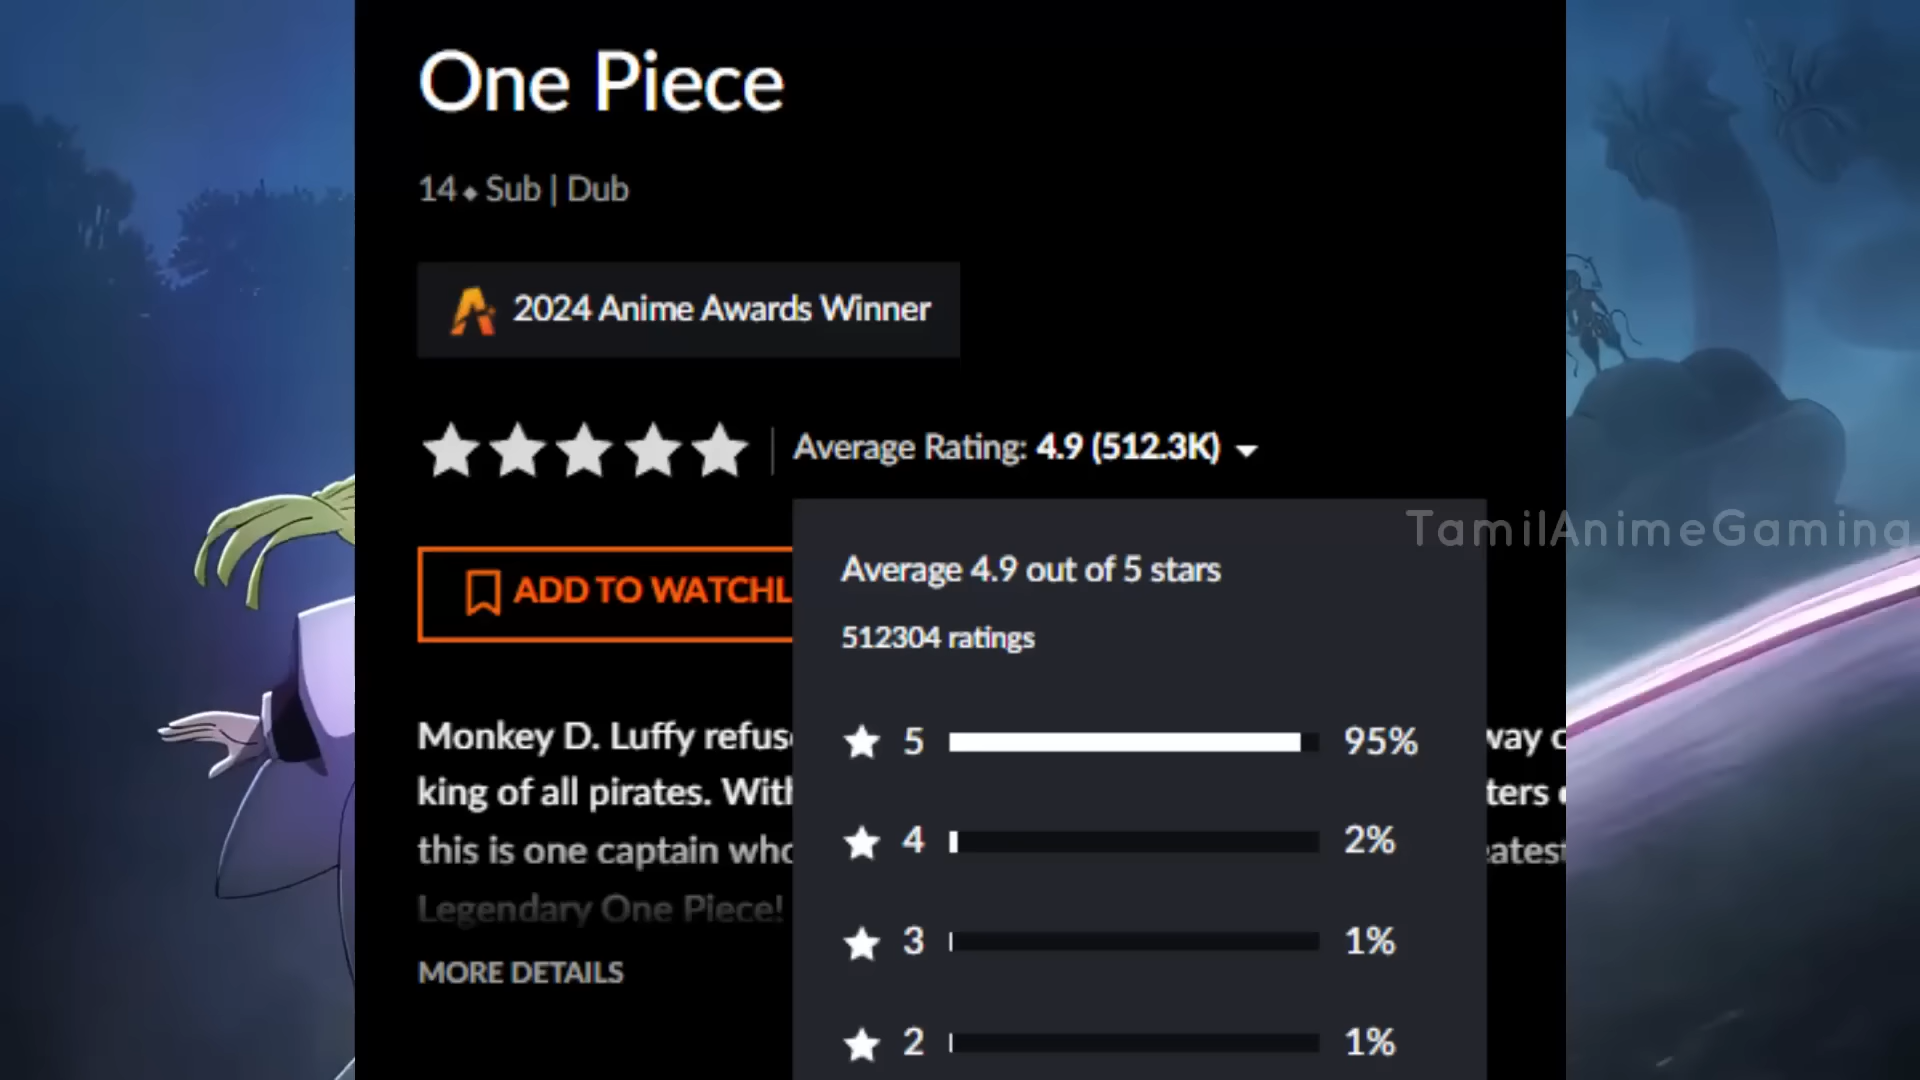 One Piece
14 ◆ Sub | Dub
2024 Anime Awards Winner
Average Rating: 4.9 (512.3K)
TamilAnimeGaming
Average 4.9 out of 5 stars
ADD TO WATCHL
512304 ratings
5 95%
Monkey D. Luffy refus way
king of all pirates. With ters
4 2%
this is one captain who eatest
Legendary One Piece!
3 1%
MORE DETAILS
2 1%